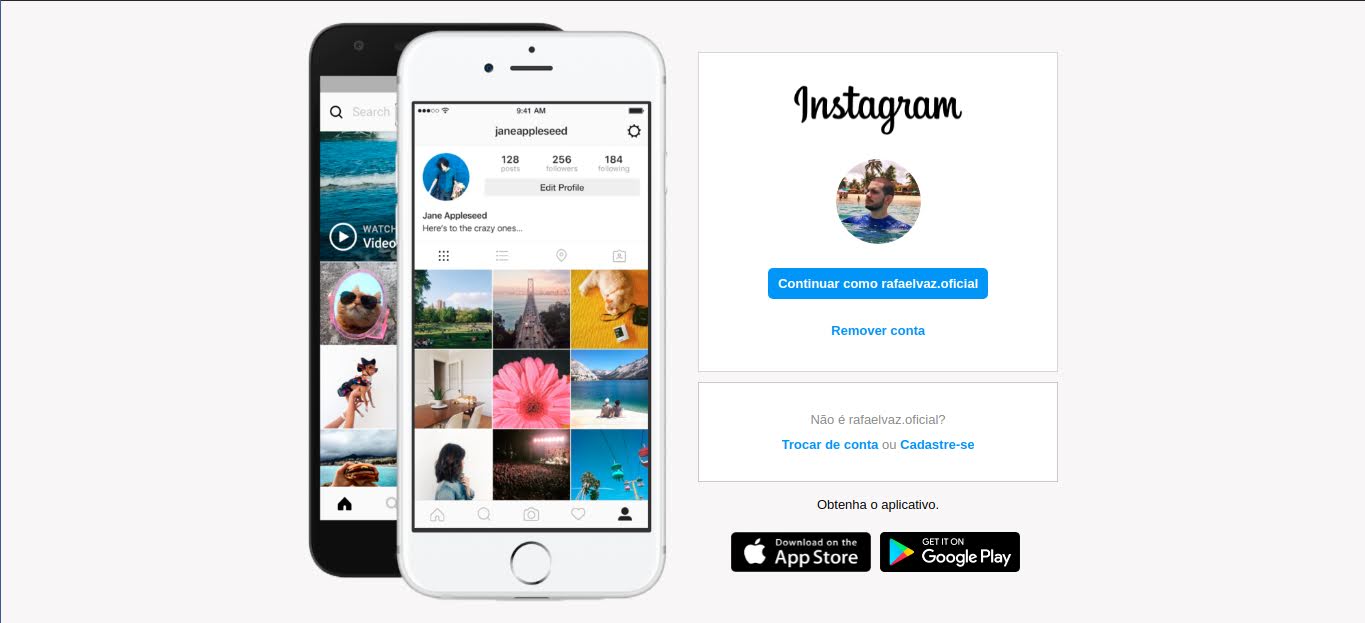 Search
WATCH
Video
9:41 AM
janeappleseed
128
256
184
posts
followers
following
Edit Profile
Jane Appleseed
Here's to the crazy ones...
Instagram
Continuar como rafaelvaz.oficial
Remover conta
Não é rafaelvaz.oficial?
Trocar de conta ou Cadastre-se
Obtenha o aplicativo.
Download on the
App Store
GET IT ON
Google Play